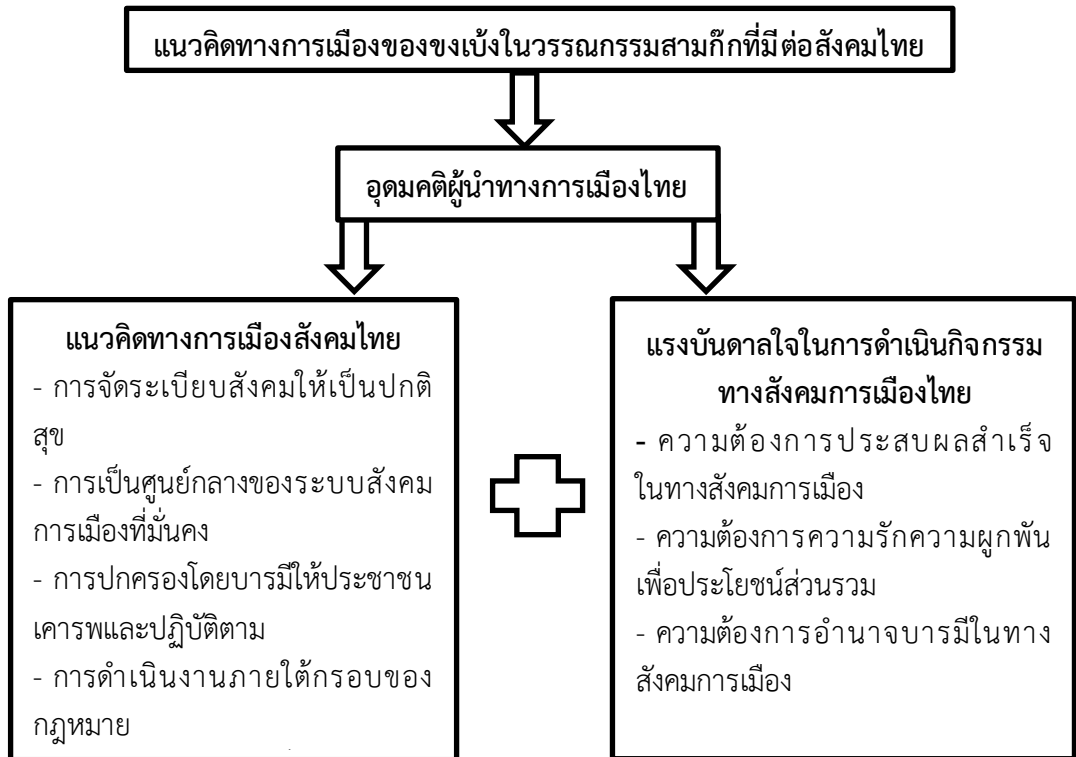 แนวคิดทางการเมืองของขงเบ้งในวรรณกรรมสามก๊กที่มีต่อสังคมไทย
อุดมคติผู้นำทางการเมืองไทย
แนวคิดทางการเมืองสังคมไทย
- การจัดระเบียบสังคมให้เป็นปกติ
สุข
- การเป็นศูนย์กลางของระบบสังคม
การเมืองที่มั่นคง
- การปกครองโดยบารมีให้ประชาชน
เคารพและปฏิบัติตาม
- การดำเนินงานภายใต้กรอบของ
กฎหมาย
แรงบันดาลใจในการดำเนินกิจกรรม
ทางสังคมการเมืองไทย
- ความต้องการประสบผลสำเร็จ
ในทางสังคมการเมือง
- ความต้องการความรักความผูกพัน
เพื่อประโยชน์ส่วนรวม
- ความต้องการอำนาจบารมีในทาง
สังคมการเมือง